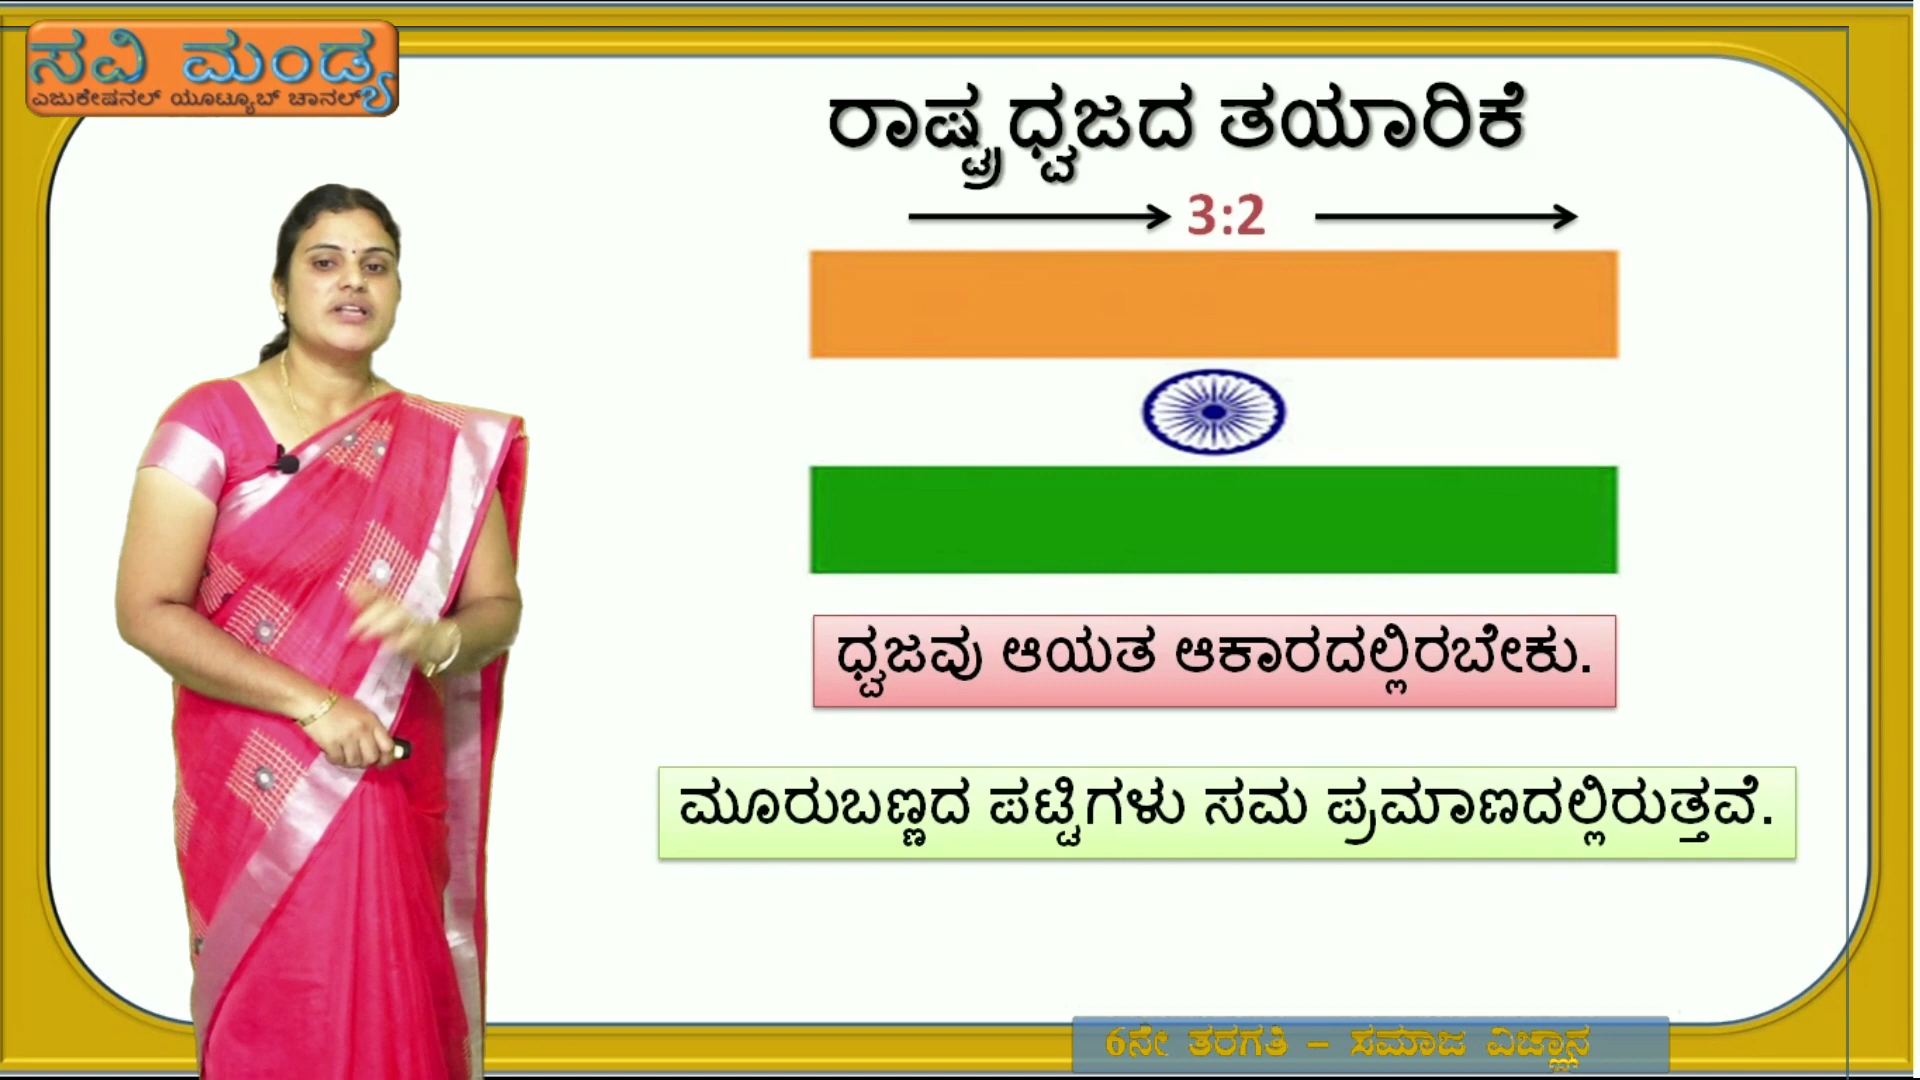 ಸವಿ ಮಂಡ್ಯ
ಎಜುಕೇಷನಲ್ ಯೂಟ್ಯೂಬ್ ಚಾನಲ್
ರಾಷ್ಟ್ರಧ್ವಜದ ತಯಾರಿಕೆ
3:2
ಧ್ವಜವು ಆಯತ ಆಕಾರದಲ್ಲಿರಬೇಕು.
ಮೂರುಬಣ್ಣದ ಪಟ್ಟಿಗಳು ಸಮ ಪ್ರಮಾಣದಲ್ಲಿರುತ್ತವೆ.
6ನೇ ತರಗತಿ – ಸಮಾಜ ವಿಜ್ಞಾನ